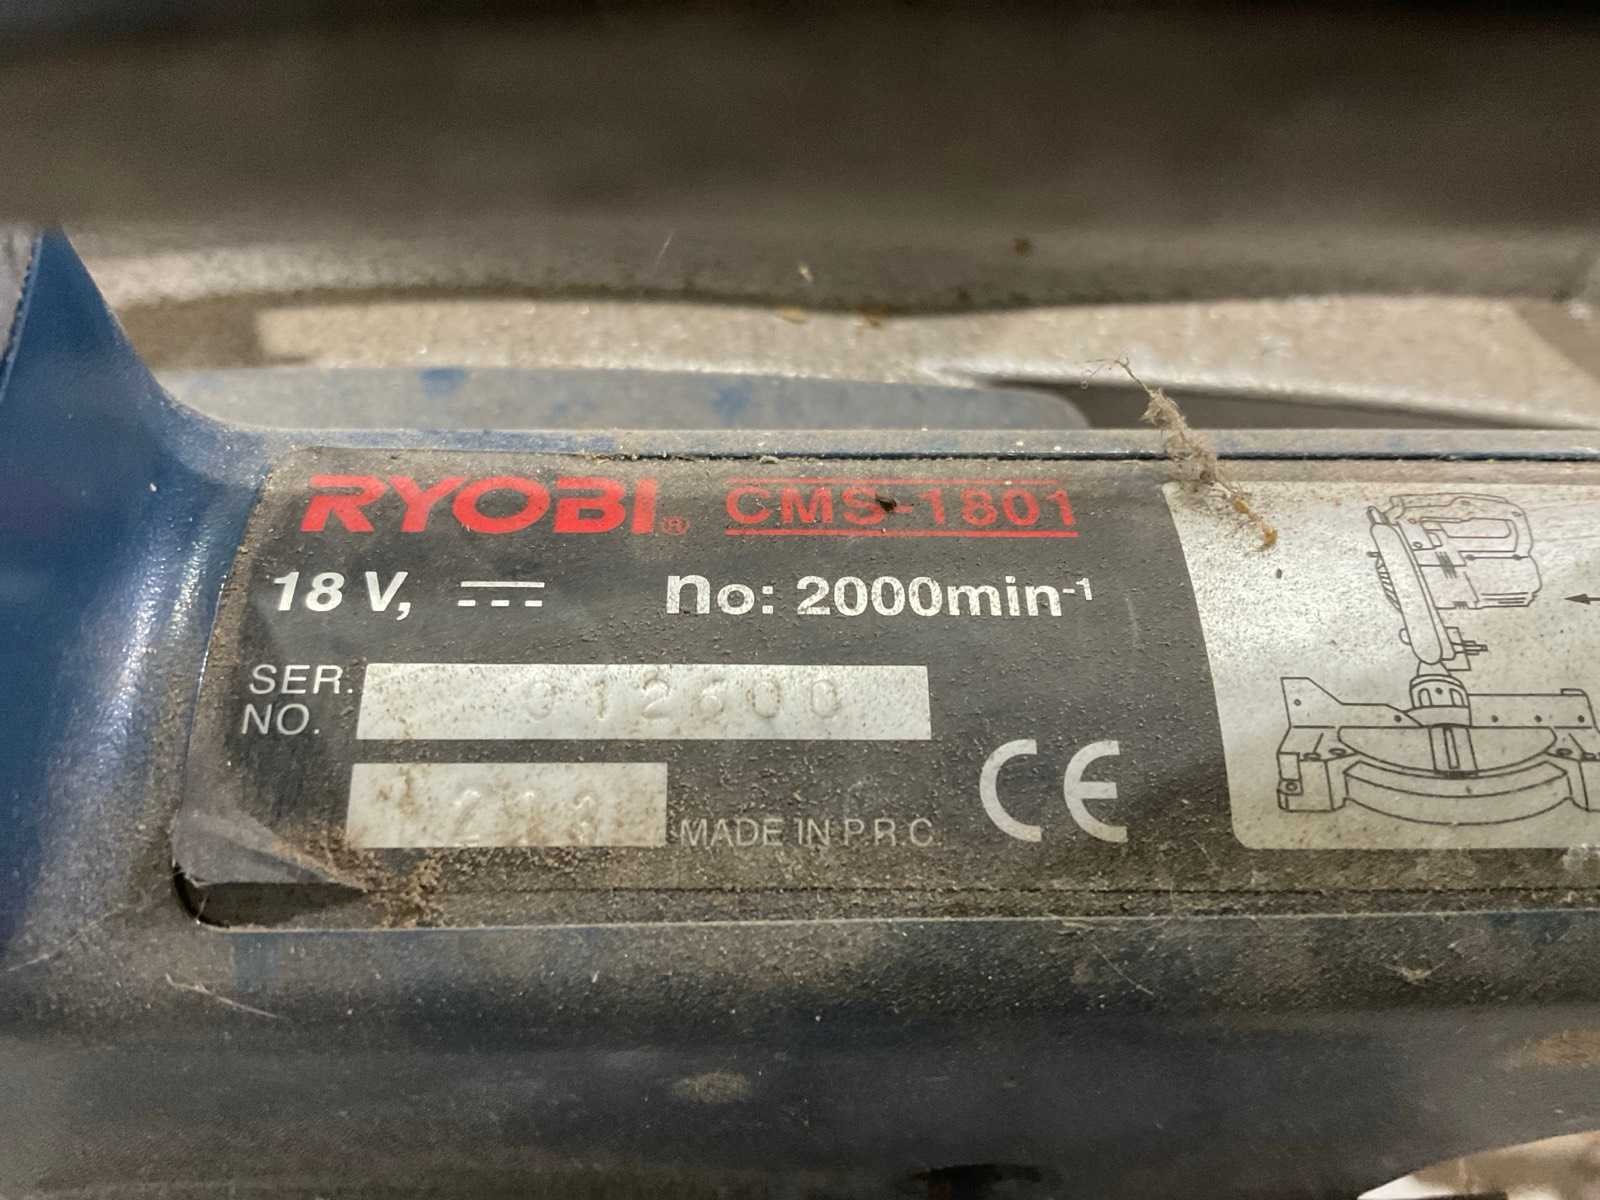 RYOBI® CMS-1801
18 V, no: 2000min-1
SER.
NO.
MADE IN P.R.C.
CE